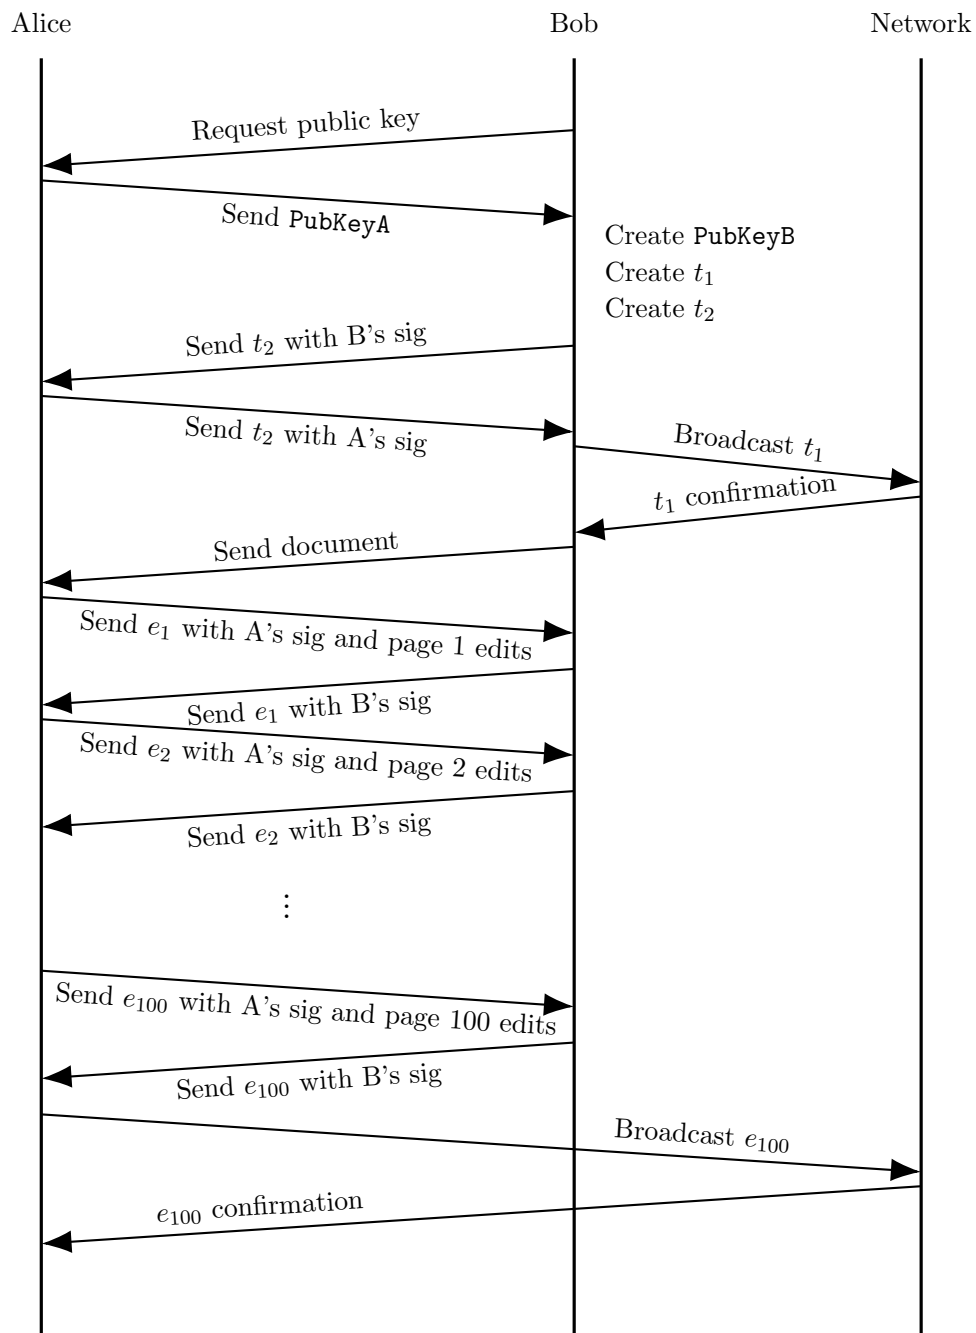 Alice
Bob
Network
Request public key
Send PubKeyA
Create PubKeyB
Create t₁
Create t₂
Send t₂ with B's sig
Send t₂ with A's sig
Broadcast t₁
t₁ confirmation
Send document
Send e₁ with A's sig and page 1 edits
Send e₁ with B's sig
Send e₂ with A's sig and page 2 edits
Send e₂ with B's sig
⋮
Send e₁₀₀ with A's sig and page 100 edits
Send e₁₀₀ with B's sig
Broadcast e₁₀₀
e₁₀₀ confirmation